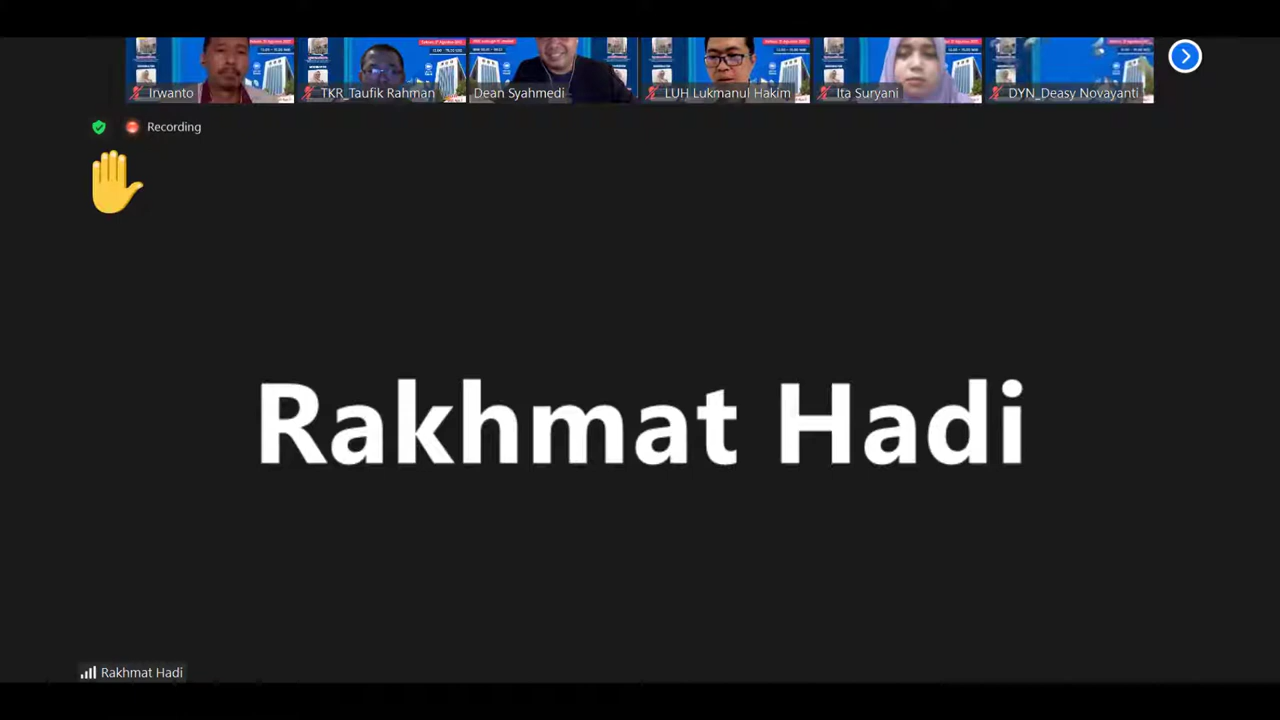 Irwanto
TKR_Taufik Rahman
Dean Syahmedi
LUH Lukmanul Hakim
Ita Suryani
DYN_Deasy Novayanti
Recording
Rakhmat Hadi
Rakhmat Hadi